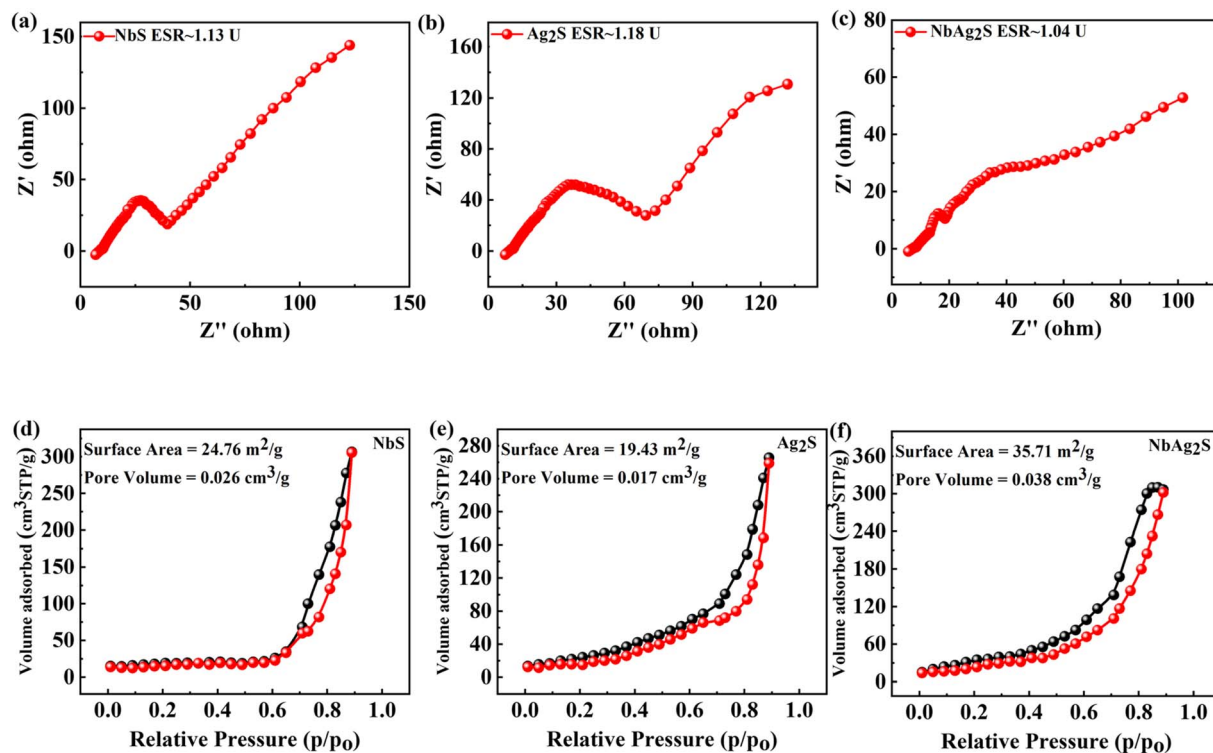 (a)
NbS ESR~1.13 U
150
100
50
0
Z' (ohm)
0 50 100 150
Z'' (ohm)
(b)
Ag2S ESR~1.18 U
160
120
80
40
0
Z' (ohm)
0 30 60 90 120
Z'' (ohm)
(c)
NbAg2S ESR~1.04 U
80
60
40
20
0
Z' (ohm)
0 20 40 60 80 100
Z'' (ohm)
(d)
Surface Area = 24.76 m2/g
NbS
Pore Volume = 0.026 cm3/g
300
250
200
150
100
50
0
Volume adsorbed (cm3STP/g)
0.0 0.2 0.4 0.6 0.8 1.0
Relative Pressure (p/po)
(e)
Surface Area = 19.43 m2/g
Ag2S
Pore Volume = 0.017 cm3/g
280
240
200
160
120
80
40
0
Volume adsorbed (cm3STP/g)
0.0 0.2 0.4 0.6 0.8 1.0
Relative Pressure (p/po)
(f)
Surface Area = 35.71 m2/g
NbAg2S
Pore Volume = 0.038 cm3/g
360
300
240
180
120
60
0
Volume adsorbed (cm3STP/g)
0.0 0.2 0.4 0.6 0.8 1.0
Relative Pressure (p/po)